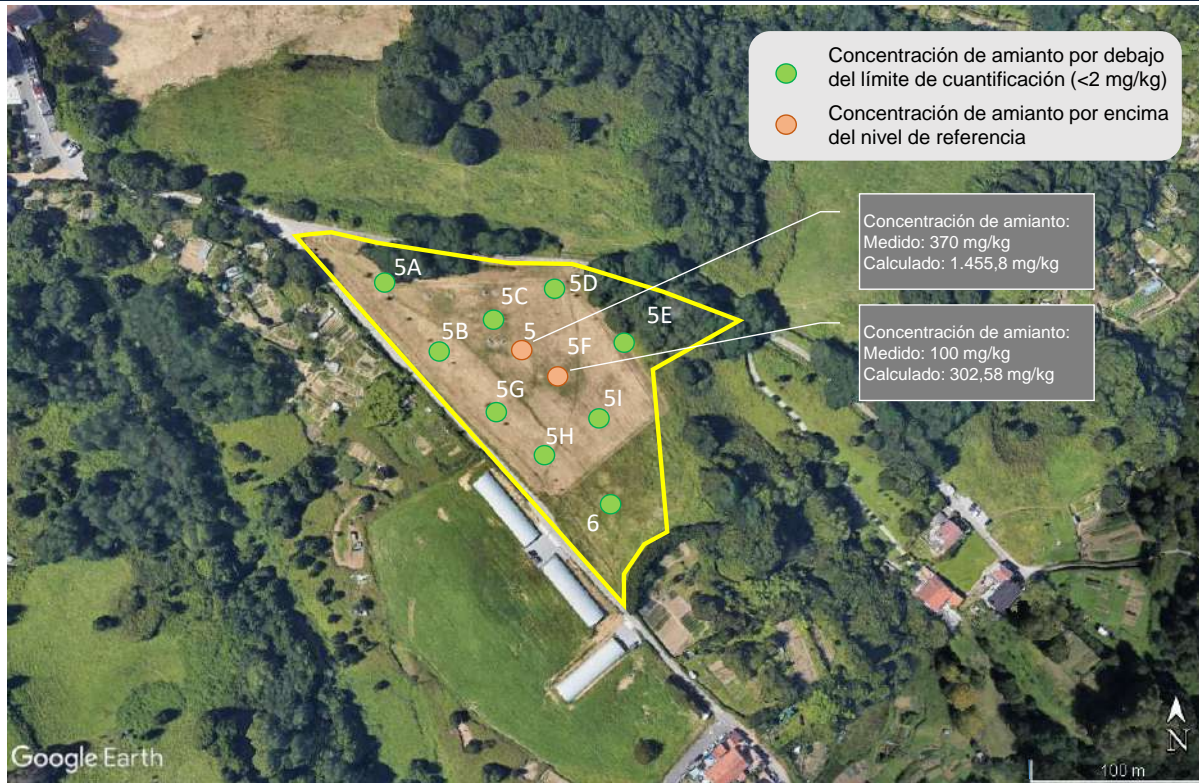 Concentración de amianto por debajo
del límite de cuantificación (<2 mg/kg)
Concentración de amianto por encima
del nivel de referencia
Concentración de amianto:
Medido: 370 mg/kg
Calculado: 1.455,8 mg/kg
Concentración de amianto:
Medido: 100 mg/kg
Calculado: 302,58 mg/kg
5A
5D
5C
5E
5
5B
5F
5G
5I
5H
6
N
Google Earth
100 m